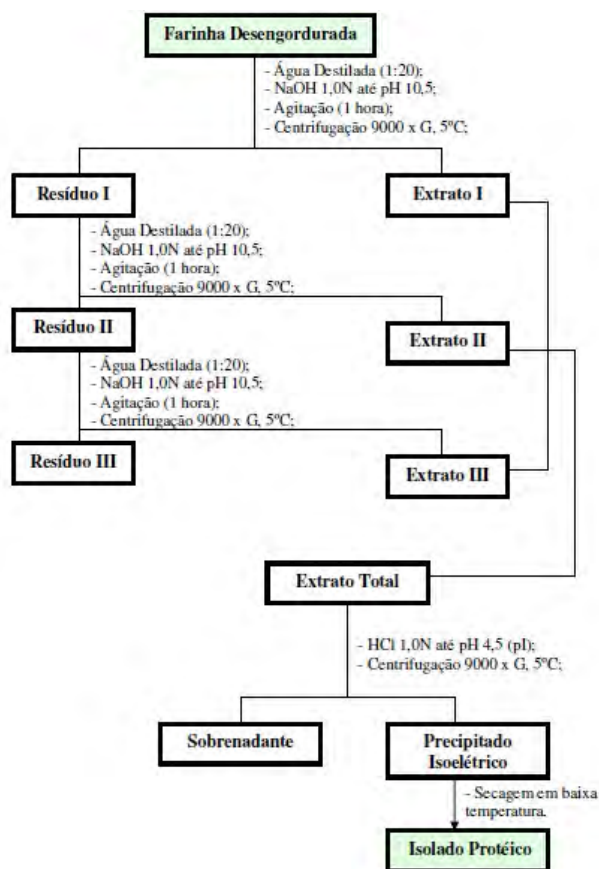 Farinha Desengordurada
- Água Destilada (1:20);
- NaOH 1,0N até pH 10,5;
- Agitação (1 hora);
- Centrifugação 9000 x G, 5ºC;
Resíduo I
Extrato I
- Água Destilada (1:20);
- NaOH 1,0N até pH 10,5;
- Agitação (1 hora);
- Centrifugação 9000 x G, 5ºC;
Resíduo II
Extrato II
- Água Destilada (1:20);
- NaOH 1,0N até pH 10,5;
- Agitação (1 hora);
- Centrifugação 9000 x G, 5ºC;
Resíduo III
Extrato III
Extrato Total
- HCl 1,0N até pH 4,5 (pI);
- Centrifugação 9000 x G, 5ºC;
Sobrenadante
Precipitado
Isoelétrico
- Secagem em baixa
temperatura.
Isolado Protéico